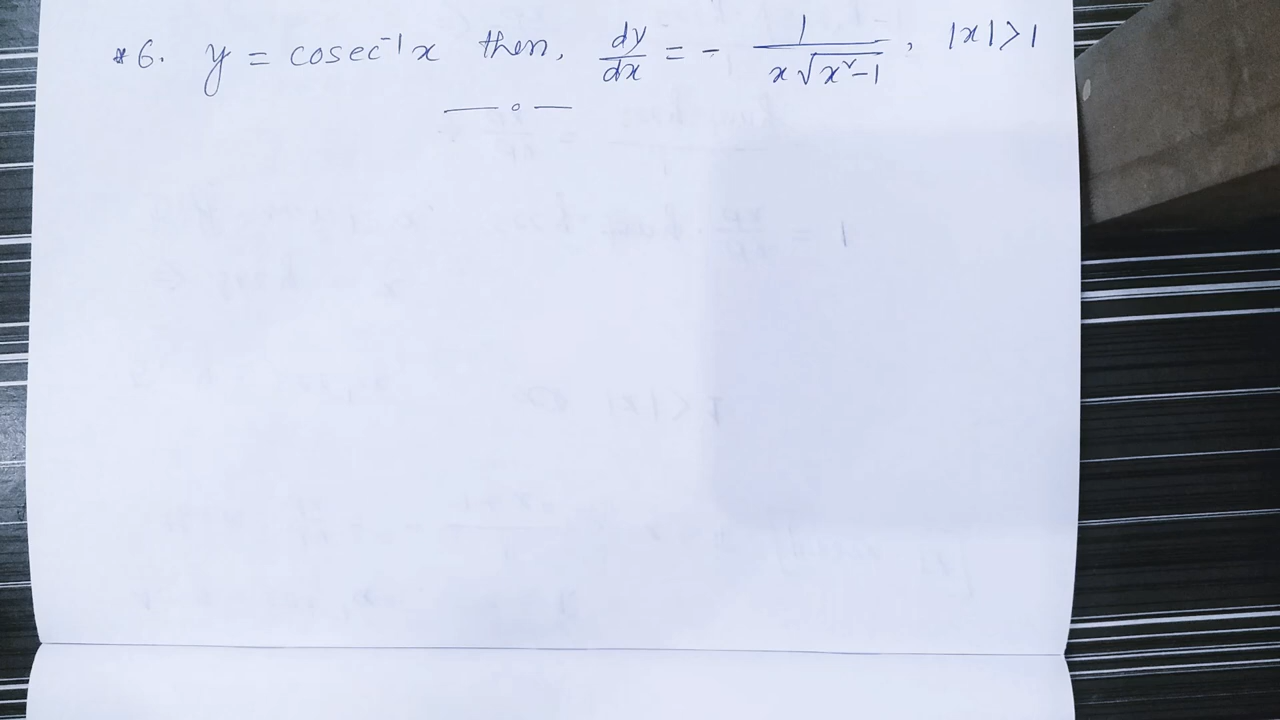 *6. y = cosec⁻¹x then, dy/dx = - 1/(x√(x²-1)), |x|>1